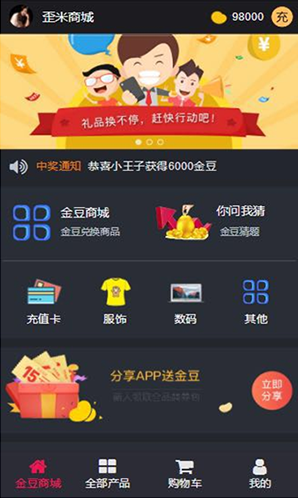 歪米商城
98000
充
礼品换不停，赶快行动吧！
中奖通知 恭喜小王子获得6000金豆
金豆商城
金豆兑换商品
你问我猜
金豆猜题
充值卡
服饰
数码
其他
分享APP送金豆
立即
分享
金豆商城
全部产品
购物车
我的